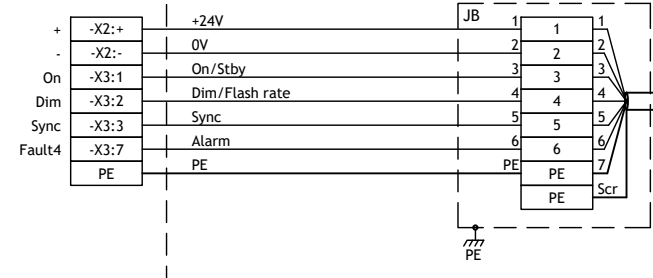 JB
+ -X2:+ +24V 1 1 1
- -X2:- 0V 2 2 2
On -X3:1 On/Stby 3 3 3
Dim -X3:2 Dim/Flash rate 4 4 4
Sync -X3:3 Sync 5 5 5
Fault4 -X3:7 Alarm 6 6 6
PE PE PE PE 7
PE Scr
PE